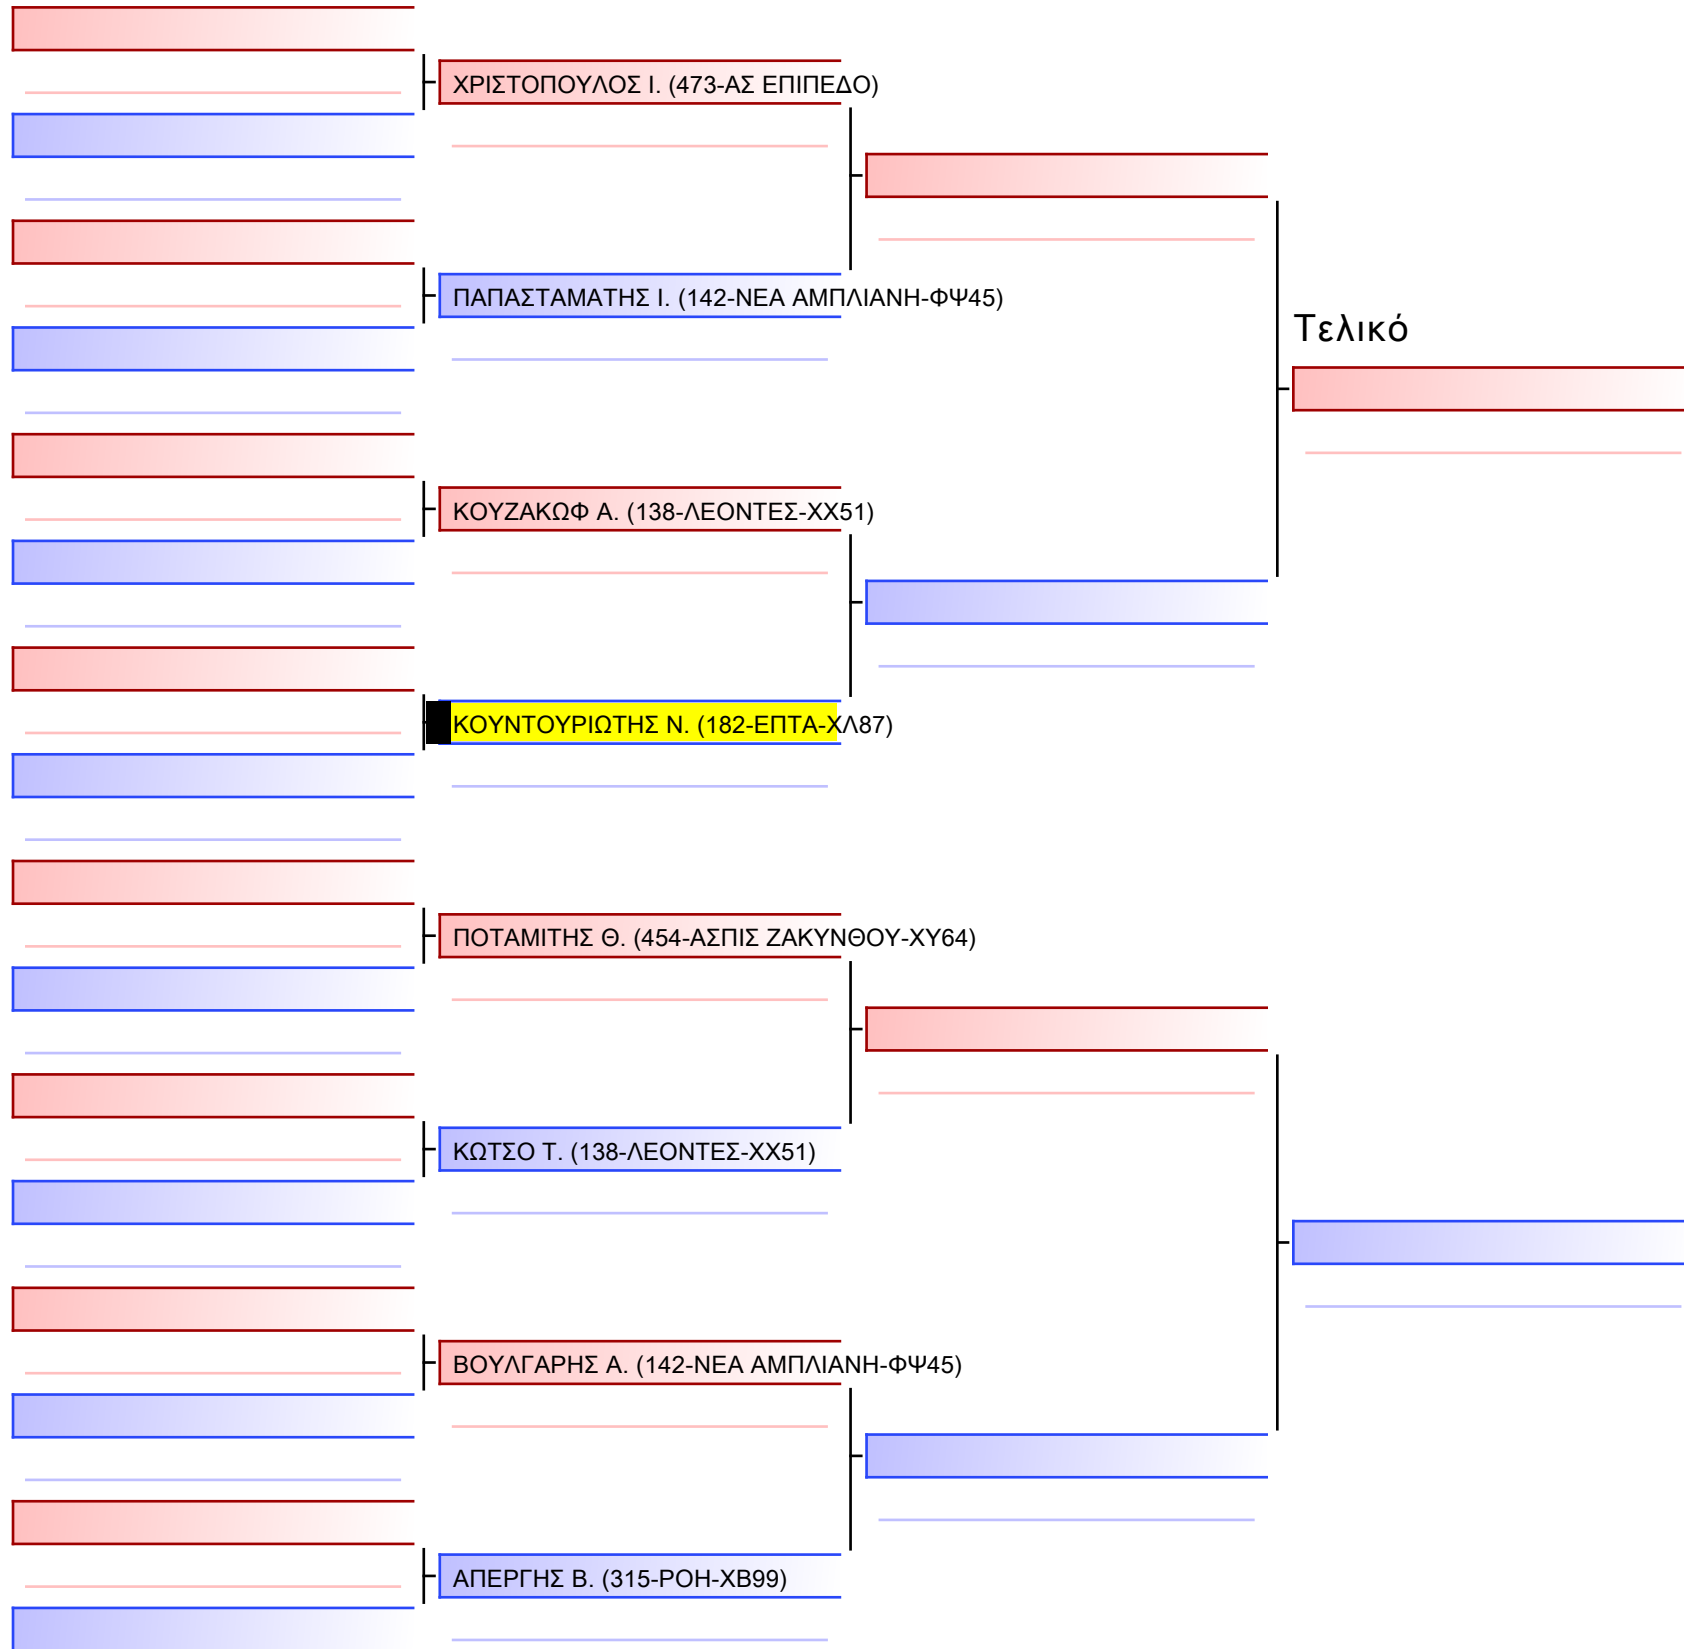 ΧΡΙΣΤΟΠΟΥΛΟΣ Ι. (473-ΑΣ ΕΠΙΠΕΔΟ)
ΠΑΠΑΣΤΑΜΑΤΗΣ Ι. (142-ΝΕΑ ΑΜΠΛΙΑΝΗ-ΦΨ45)
Τελικό
ΚΟΥΖΑΚΩΦ Α. (138-ΛΕΟΝΤΕΣ-ΧΧ51)
ΚΟΥΝΤΟΥΡΙΩΤΗΣ Ν. (182-ΕΠΤΑ-ΧΛ87)
ΠΟΤΑΜΙΤΗΣ Θ. (454-ΑΣΠΙΣ ΖΑΚΥΝΘΟΥ-ΧΥ64)
ΚΩΤΣΟ Τ. (138-ΛΕΟΝΤΕΣ-ΧΧ51)
ΒΟΥΛΓΑΡΗΣ Α. (142-ΝΕΑ ΑΜΠΛΙΑΝΗ-ΦΨ45)
ΑΠΕΡΓΗΣ Β. (315-ΡΟΗ-ΧΒ99)